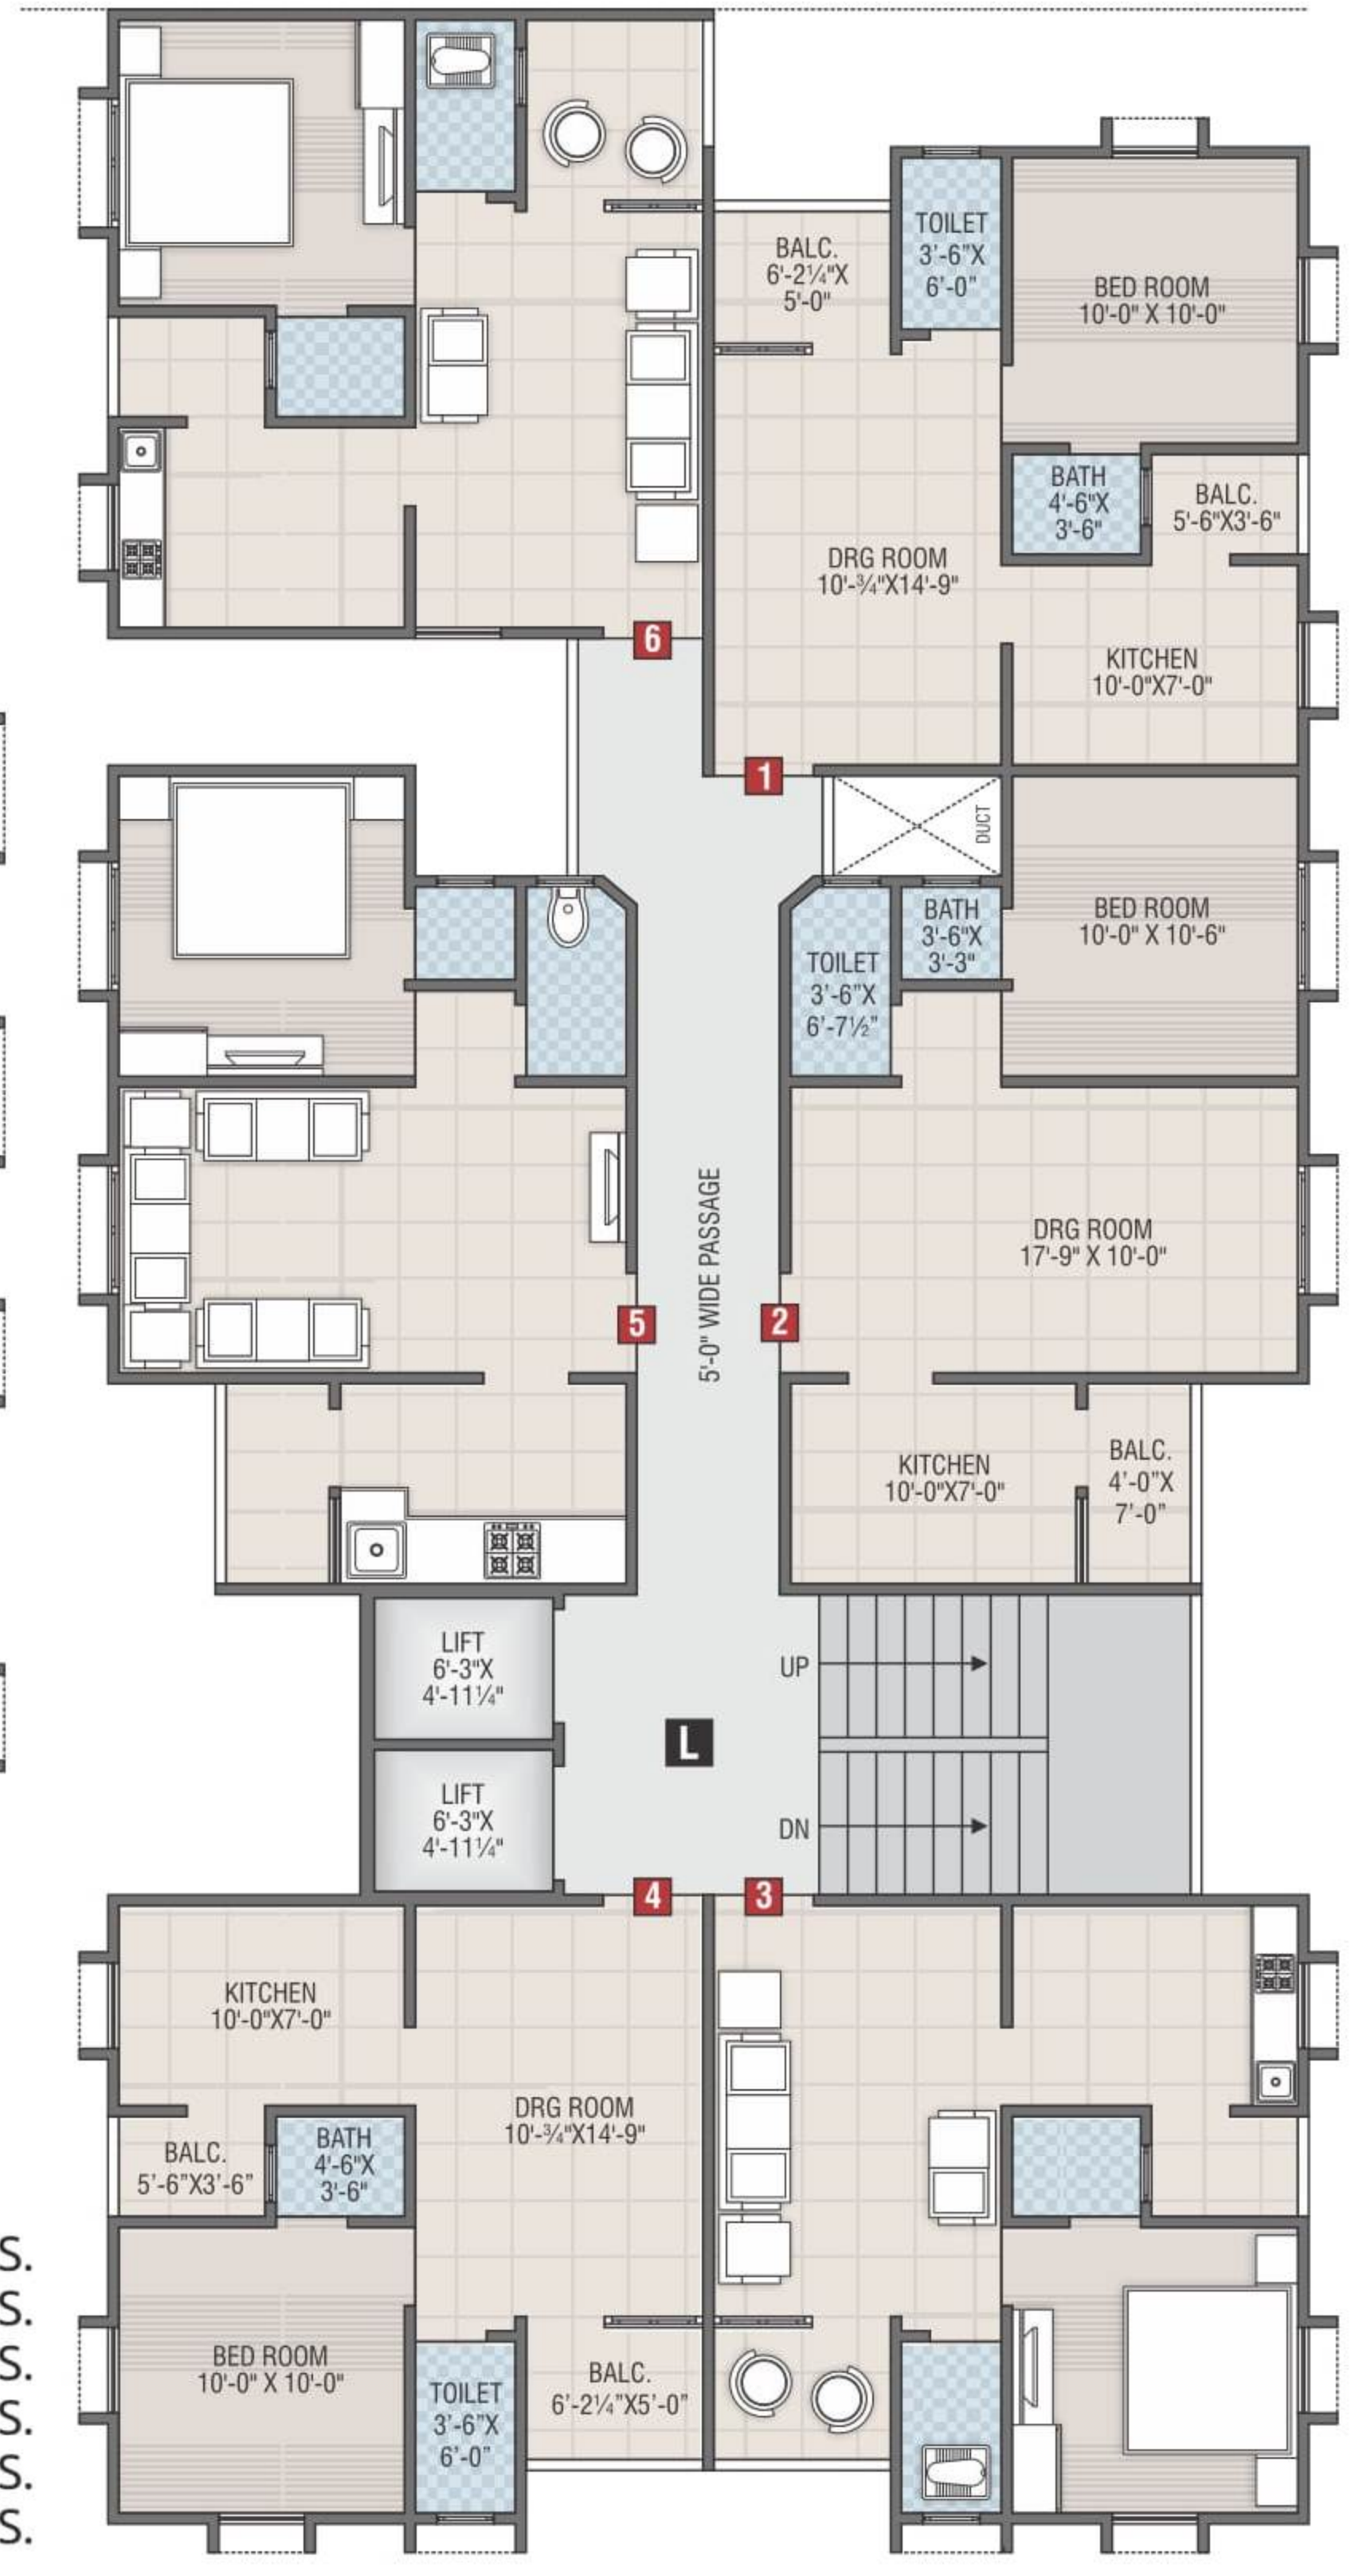 BALC.
6'-2¼"X
5'-0"
TOILET
3'-6"X
6'-0"
BED ROOM
10'-0" X 10'-0"
BATH
4'-6"X
3'-6"
BALC.
5'-6"X3'-6"
DRG ROOM
10'-¾"X14'-9"
KITCHEN
10'-0"X7'-0"
6
1
DUCT
TOILET
3'-6"X
6'-7½"
BATH
3'-6"X
3'-3"
BED ROOM
10'-0" X 10'-6"
5'-0" WIDE PASSAGE
DRG ROOM
17'-9" X 10'-0"
5
2
KITCHEN
10'-0"X7'-0"
BALC.
4'-0"X
7'-0"
LIFT
6'-3"X
4'-11¼"
UP
L
LIFT
6'-3"X
4'-11¼"
DN
4
3
KITCHEN
10'-0"X7'-0"
DRG ROOM
10'-¾"X14'-9"
BALC.
5'-6"X3'-6"
BATH
4'-6"X
3'-6"
BED ROOM
10'-0" X 10'-0"
TOILET
3'-6"X
6'-0"
BALC.
6'-2¼"X5'-0"
S.
S.
S.
S.
S.
S.